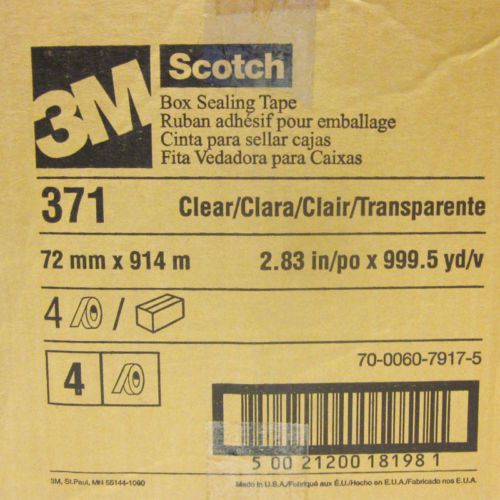 3M
Scotch
Box Sealing Tape
Ruban adhésif pour emballage
Cinta para sellar cajas
Fita Vedadora para Caixas
371 Clear/Clara/Clair/Transparente
72 mm x 914 m 2.83 in/po x 999.5 yd/v
4 /
4
70-0060-7917-5
5 00 21200 18198 1
3M, St.Paul, MN 55144-1000 Made in U.S.A./Fabriqué aux É.U./Hecho en E.U.A./Fabricado nos E.U.A.